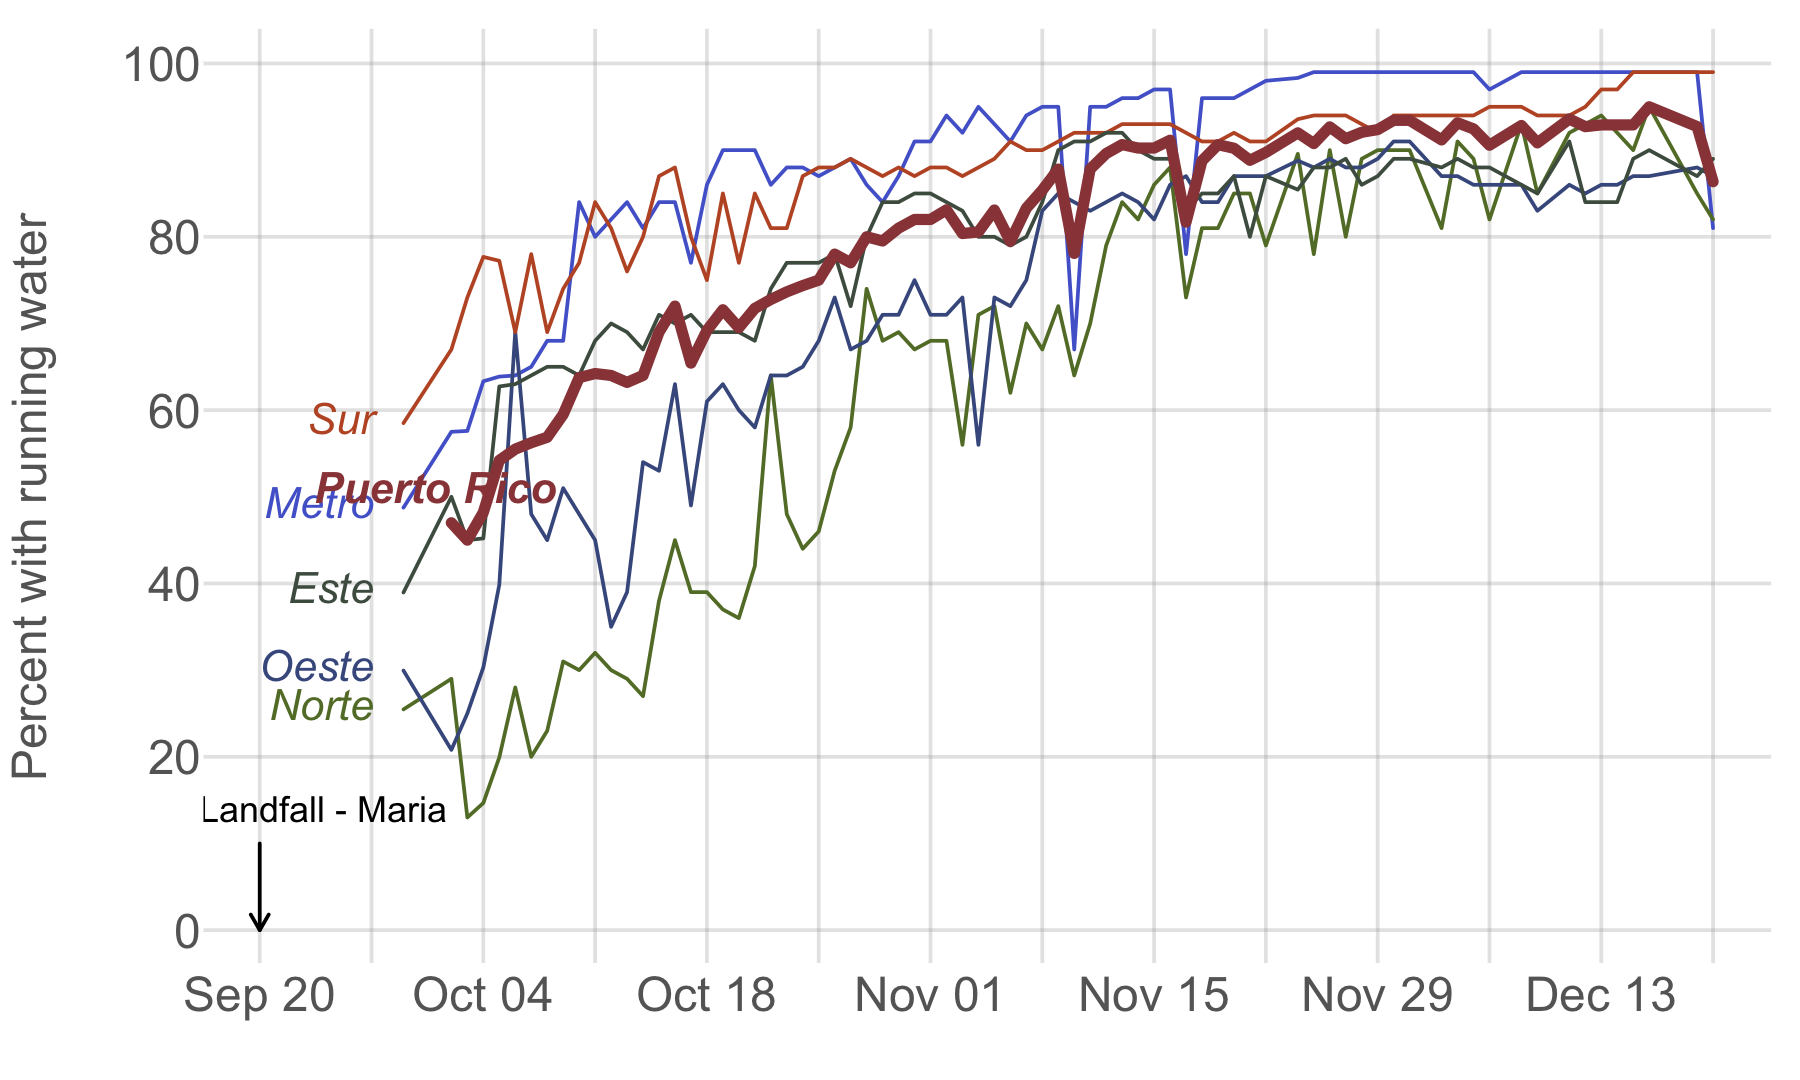 Percent with running water
100
80
60
40
20
0
Sur
Puerto Rico
Metro
Este
Oeste
Norte
Landfall - Maria
Sep 20
Oct 04
Oct 18
Nov 01
Nov 15
Nov 29
Dec 13